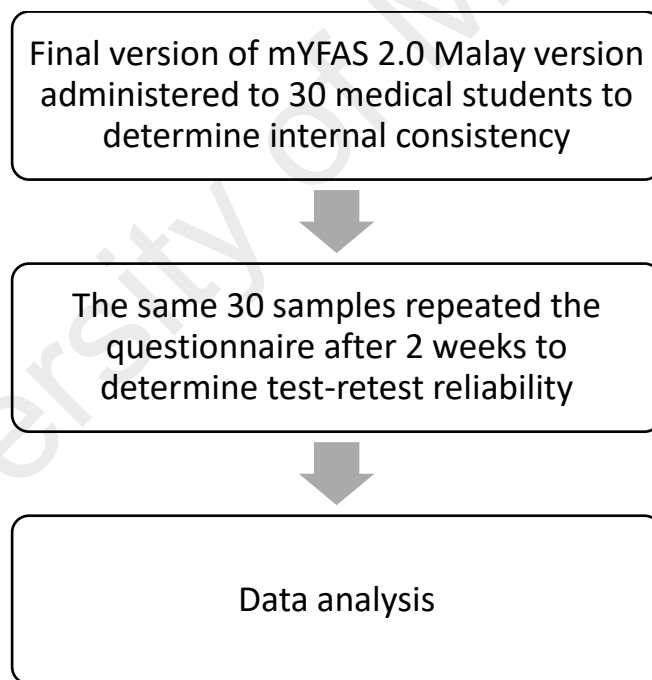 Final version of mYFAS 2.0 Malay version
administered to 30 medical students to
determine internal consistency
The same 30 samples repeated the
questionnaire after 2 weeks to
determine test-retest reliability
Data analysis